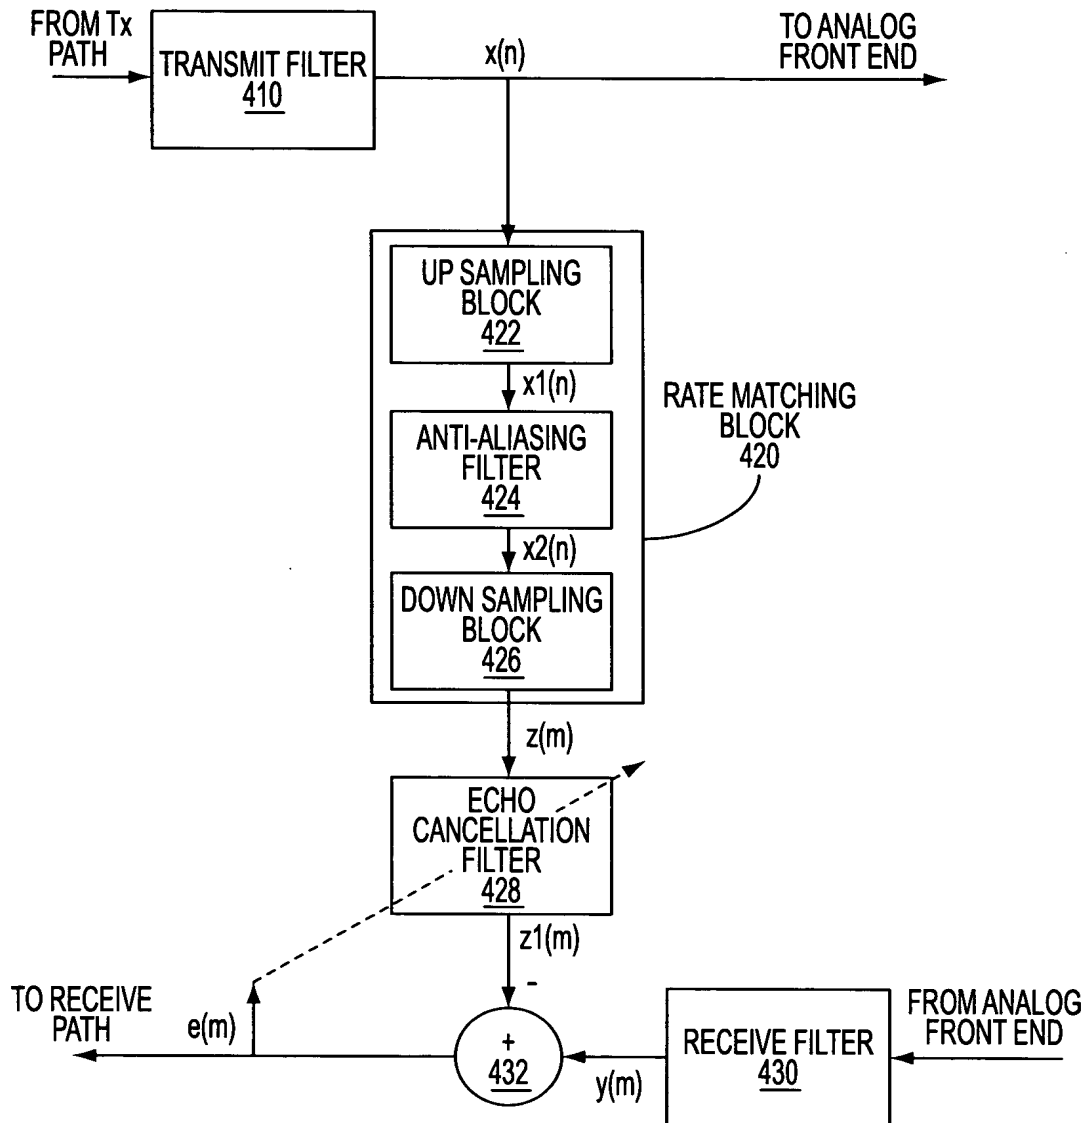 FROM Tx
PATH
TRANSMIT FILTER
410
x(n)
TO ANALOG
FRONT END
UP SAMPLING
BLOCK
422
x1(n)
ANTI-ALIASING
FILTER
424
x2(n)
DOWN SAMPLING
BLOCK
426
RATE MATCHING
BLOCK
420
z(m)
ECHO
CANCELLATION
FILTER
428
z1(m)
-
TO RECEIVE
PATH
e(m)
+
432
y(m)
RECEIVE FILTER
430
FROM ANALOG
FRONT END